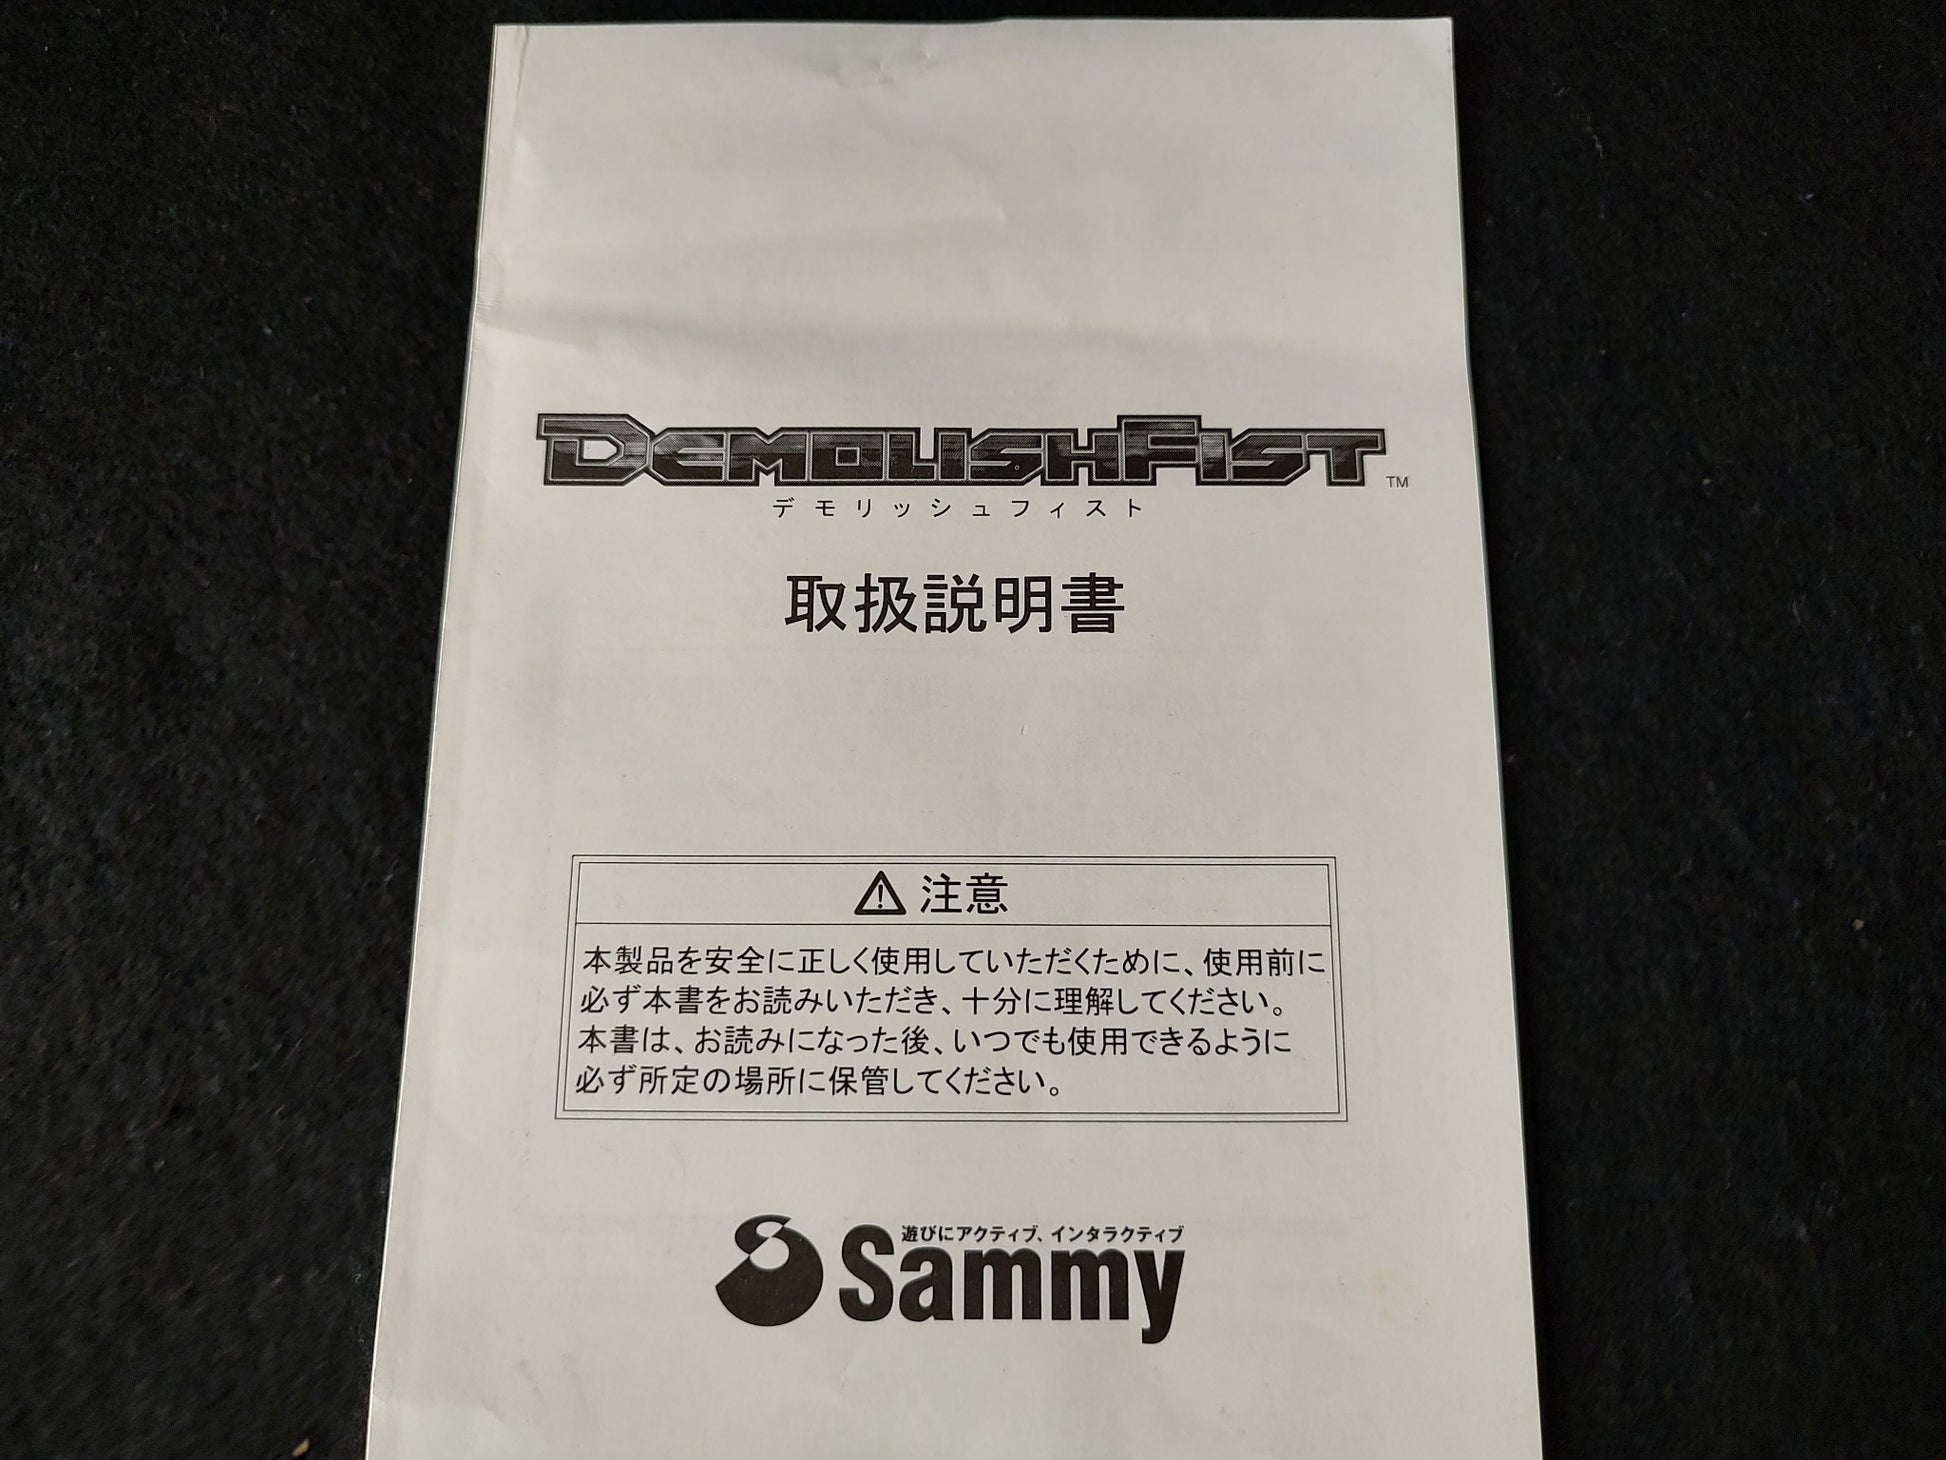 DEMOLISHFIST™
デモリッシュフィスト
取扱説明書
⚠ 注意
本製品を安全に正しく使用していただくために、使用前に
必ず本書をお読みいただき、十分に理解してください。
本書は、お読みになった後、いつでも使用できるように
必ず所定の場所に保管してください。
遊びにアクティブ、インタラクティブ
Sammy